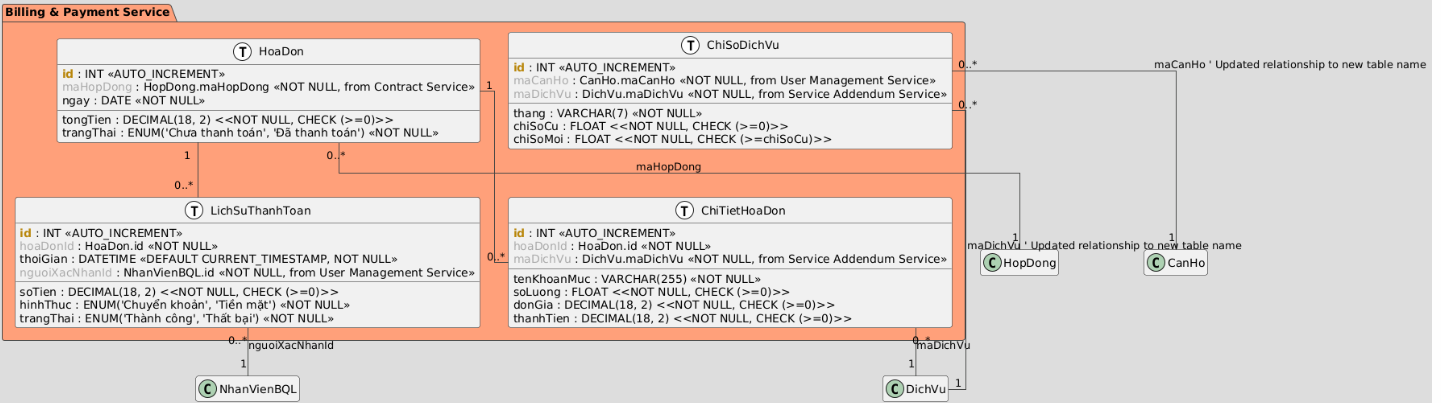 Billing & Payment Service
T HoaDon
id : INT «AUTO_INCREMENT»
maHopDong : HopDong.maHopDong «NOT NULL, from Contract Service»
ngay : DATE «NOT NULL»
tongTien : DECIMAL(18, 2) <<NOT NULL, CHECK (>=0)>>
trangThai : ENUM('Chưa thanh toán', 'Đã thanh toán') «NOT NULL»
T ChiSoDichVu
id : INT «AUTO_INCREMENT»
maCanHo : CanHo.maCanHo «NOT NULL, from User Management Service»
maDichVu : DichVu.maDichVu «NOT NULL, from Service Addendum Service»
thang : VARCHAR(7) «NOT NULL»
chiSoCu : FLOAT <<NOT NULL, CHECK (>=0)>>
chiSoMoi : FLOAT <<NOT NULL, CHECK (>=chiSoCu)>>
0..*
maCanHo ' Updated relationship to new table name
1
0..*
1
0..*
maHopDong
0..*
T LichSuThanhToan
id : INT «AUTO_INCREMENT»
hoaDonId : HoaDon.id «NOT NULL»
thoiGian : DATETIME «DEFAULT CURRENT_TIMESTAMP, NOT NULL»
nguoiXacNhanId : NhanVienBQL.id «NOT NULL, from User Management Service»
soTien : DECIMAL(18, 2) <<NOT NULL, CHECK (>=0)>>
hinhThuc : ENUM('Chuyển khoản', 'Tiền mặt') «NOT NULL»
trangThai : ENUM('Thành công', 'Thất bại') «NOT NULL»
0..*
T ChiTietHoaDon
id : INT «AUTO_INCREMENT»
hoaDonId : HoaDon.id «NOT NULL»
maDichVu : DichVu.maDichVu «NOT NULL, from Service Addendum Service»
tenKhoanMuc : VARCHAR(255) «NOT NULL»
soLuong : FLOAT <<NOT NULL, CHECK (>=0)>>
donGia : DECIMAL(18, 2) <<NOT NULL, CHECK (>=0)>>
thanhTien : DECIMAL(18, 2) <<NOT NULL, CHECK (>=0)>>
1
1
maDichVu ' Updated relationship to new table name
C HopDong
C CanHo
0..*
nguoiXacNhanId
1
0..*
maDichVu
1
1
C NhanVienBQL
C DichVu